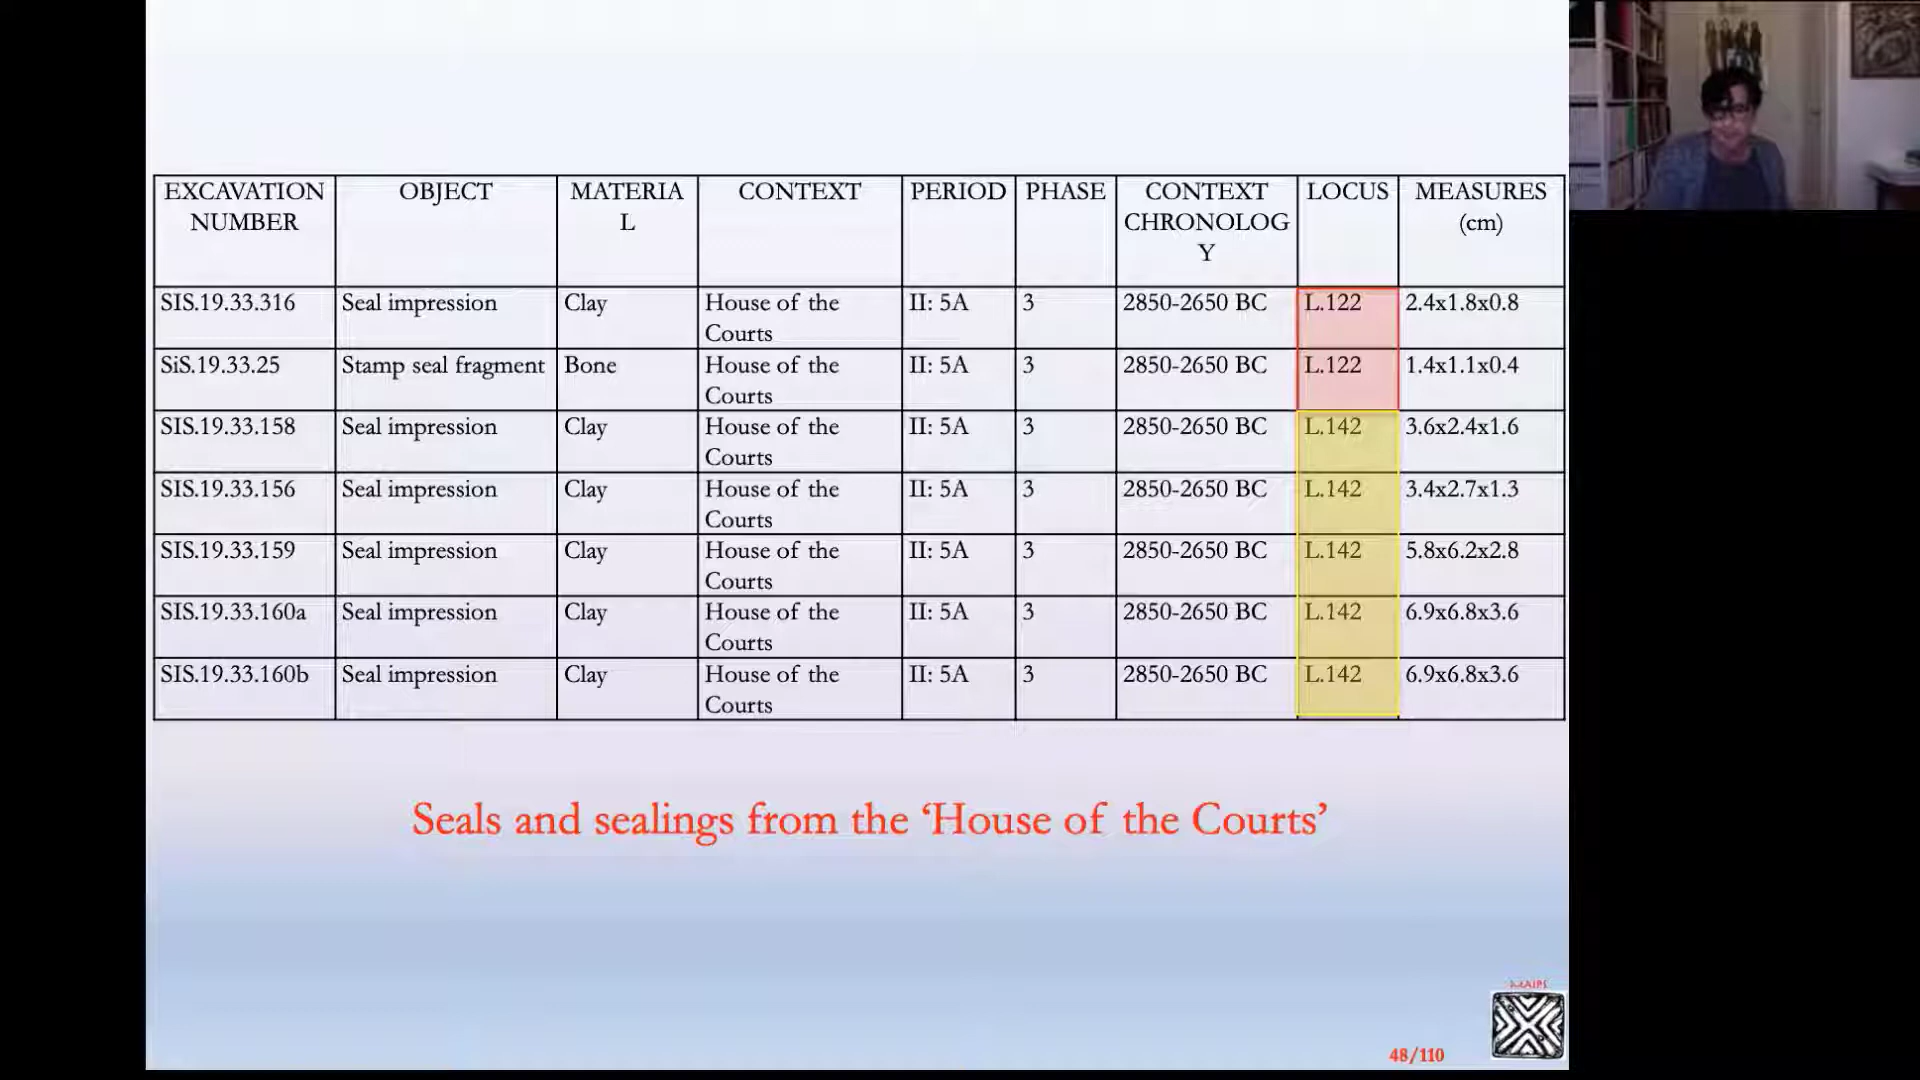 EXCAVATION NUMBER OBJECT MATERIA L CONTEXT PERIOD PHASE CONTEXT CHRONOLOG Y LOCUS MEASURES (cm)
SIS.19.33.316 Seal impression Clay House of the Courts II: 5A 3 2850-2650 BC L.122 2.4x1.8x0.8
SiS.19.33.25 Stamp seal fragment Bone House of the Courts II: 5A 3 2850-2650 BC L.122 1.4x1.1x0.4
SIS.19.33.158 Seal impression Clay House of the Courts II: 5A 3 2850-2650 BC L.142 3.6x2.4x1.6
SIS.19.33.156 Seal impression Clay House of the Courts II: 5A 3 2850-2650 BC L.142 3.4x2.7x1.3
SIS.19.33.159 Seal impression Clay House of the Courts II: 5A 3 2850-2650 BC L.142 5.8x6.2x2.8
SIS.19.33.160a Seal impression Clay House of the Courts II: 5A 3 2850-2650 BC L.142 6.9x6.8x3.6
SIS.19.33.160b Seal impression Clay House of the Courts II: 5A 3 2850-2650 BC L.142 6.9x6.8x3.6
Seals and sealings from the ‘House of the Courts’
MAIPS
48/110